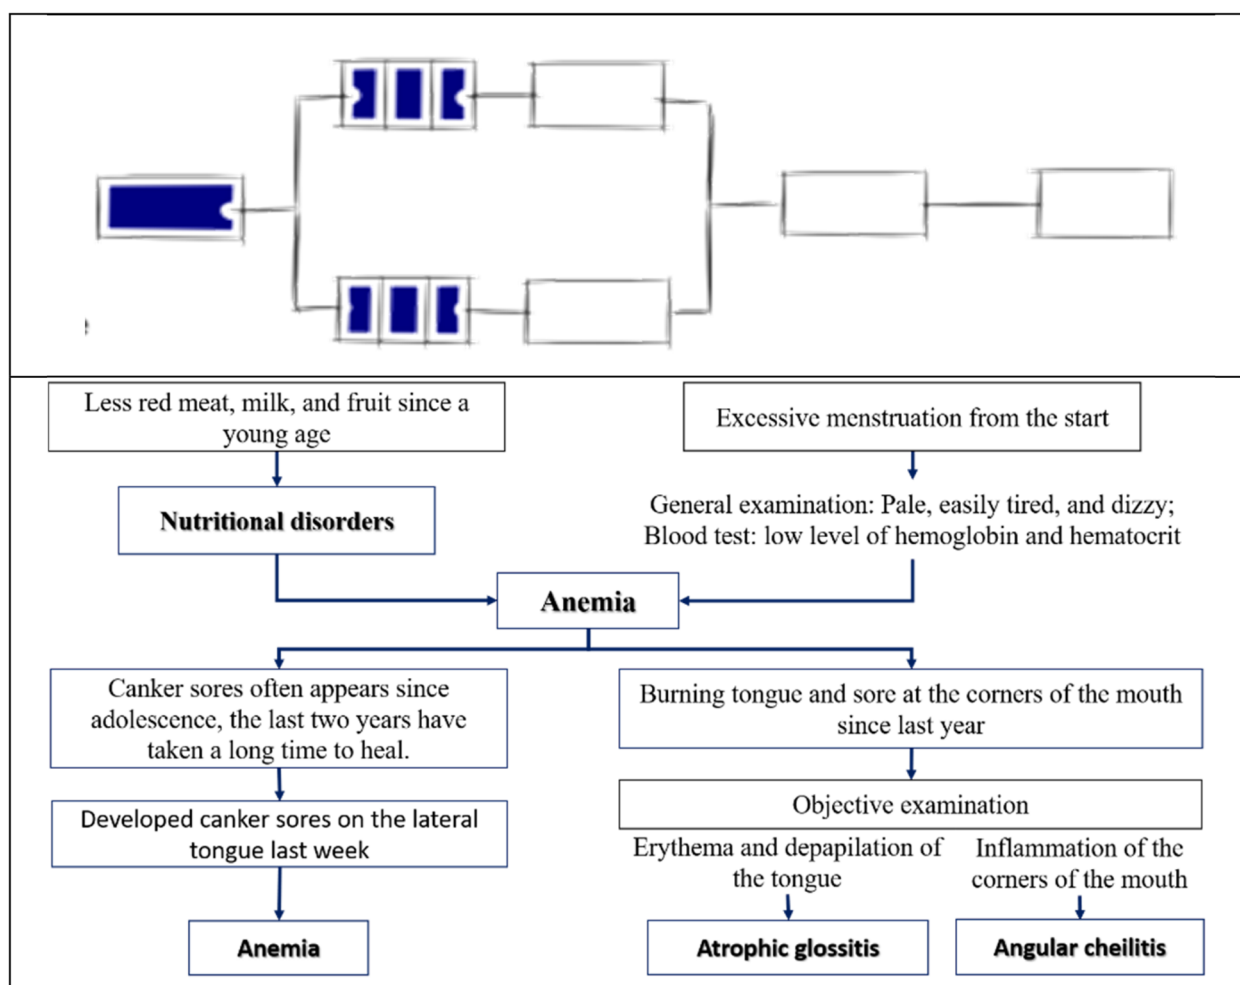 Less red meat, milk, and fruit since a
young age
Excessive menstruation from the start
Nutritional disorders
General examination: Pale, easily tired, and dizzy;
Blood test: low level of hemoglobin and hematocrit
Anemia
Canker sores often appears since
adolescence, the last two years have
taken a long time to heal.
Burning tongue and sore at the corners of the mouth
since last year
Developed canker sores on the lateral
tongue last week
Objective examination
Erythema and depapilation of
the tongue
Inflammation of the
corners of the mouth
Anemia
Atrophic glossitis
Angular cheilitis